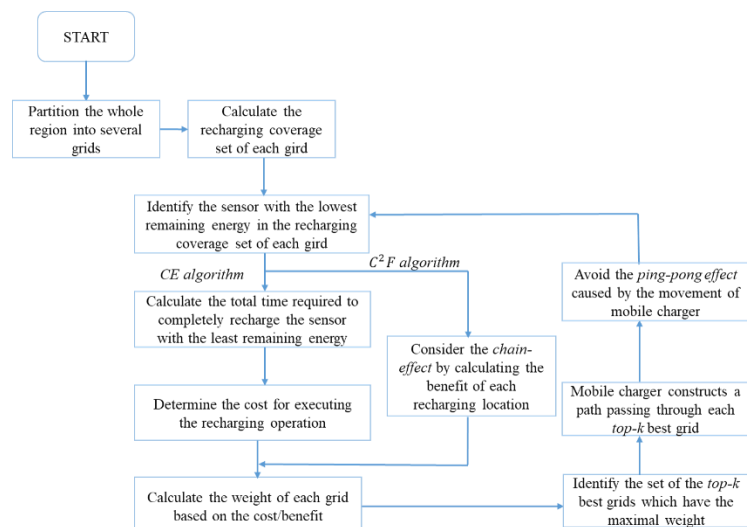 START
Partition the whole
region into several
grids
Calculate the
recharging coverage
set of each gird
Identify the sensor with the lowest
remaining energy in the recharging
coverage set of each gird
CE algorithm
C²F algorithm
Calculate the total time required to
completely recharge the sensor
with the least remaining energy
Consider the chain-
effect by calculating the
benefit of each
recharging location
Determine the cost for executing
the recharging operation
Calculate the weight of each grid
based on the cost/benefit
Identify the set of the top-k
best grids which have the
maximal weight
Mobile charger constructs a
path passing through each
top-k best grid
Avoid the ping-pong effect
caused by the movement of
mobile charger